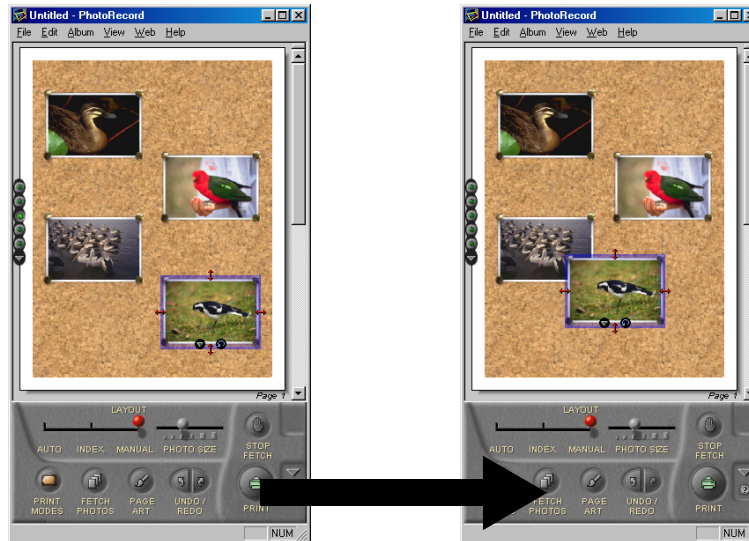 Untitled - PhotoRecord
File Edit Album View Web Help
Page 1
LAYOUT
AUTO INDEX MANUAL PHOTO SIZE
STOP FETCH
PRINT MODES
FETCH PHOTOS
PAGE ART
UNDO / REDO
PRINT
NUM
Untitled - PhotoRecord
File Edit Album View Web Help
Page 1
LAYOUT
AUTO INDEX MANUAL PHOTO SIZE
STOP FETCH
FETCH PHOTOS
PAGE ART
UNDO / REDO
PRINT
NUM